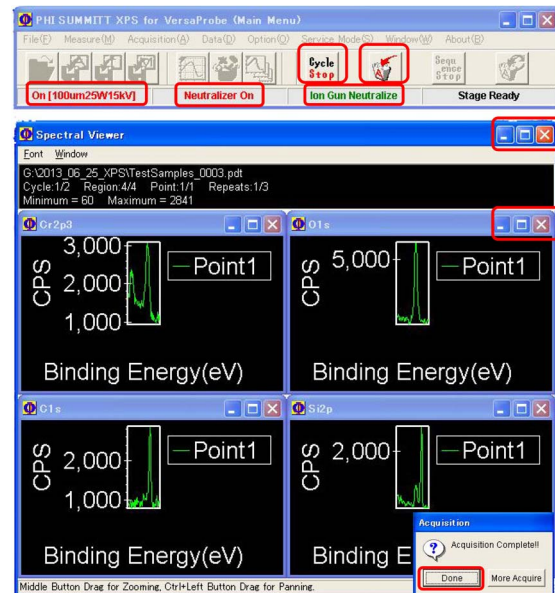 PHI SUMMITT XPS for VersaProbe (Main Menu)
File(F) Measure(M) Acquisition(A) Data(D) Option(O) Service Mode(S) Window(W) About(B)
Cycle Stop
Sequence Stop
On [100um25W15kV] Neutralizer On Ion Gun Neutralize Stage Ready
Spectral Viewer
Font Window
G:\2013_06_25_XPS\TestSamples_0003.pdt
Cycle:1/2 Region:4/4 Point:1/1 Repeats:1/3
Minimum = 60 Maximum = 2841
Cr2p3
3,000
2,000
1,000
CPS
Point1
Binding Energy(eV)
O1s
5,000
CPS
Point1
Binding Energy(eV)
C1s
2,000
1,000
CPS
Point1
Binding Energy(eV)
Si2p
2,000
CPS
Point1
Binding E
Acquisition
Acquisition Complete!!
Done More Acquire
Middle Button Drag for Zooming, Ctrl+Left Button Drag for Panning.